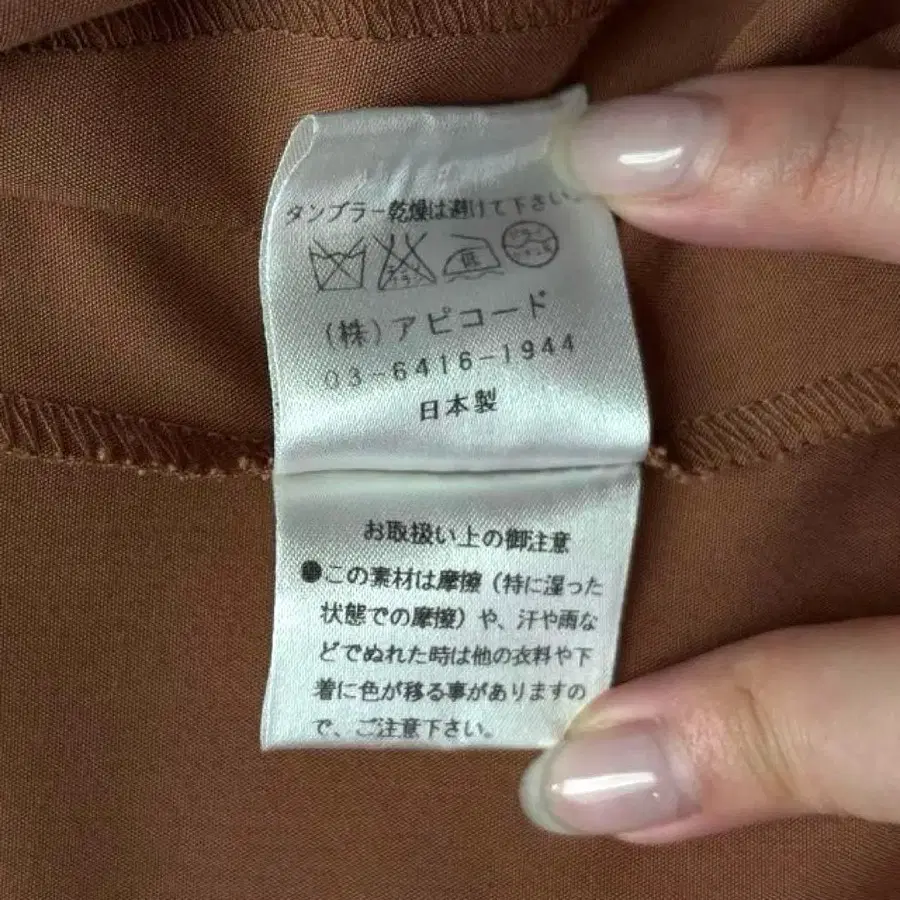 タンブラー乾燥は避けて下さい。
低
(株)アピコード
03-6416-1944
日本製
お取扱い上の御注意
●この素材は摩擦(特に湿った
状態での摩擦)や、汗や雨な
どでぬれた時は他の衣料や下
着に色が移る事がありますの
で、ご注意下さい。